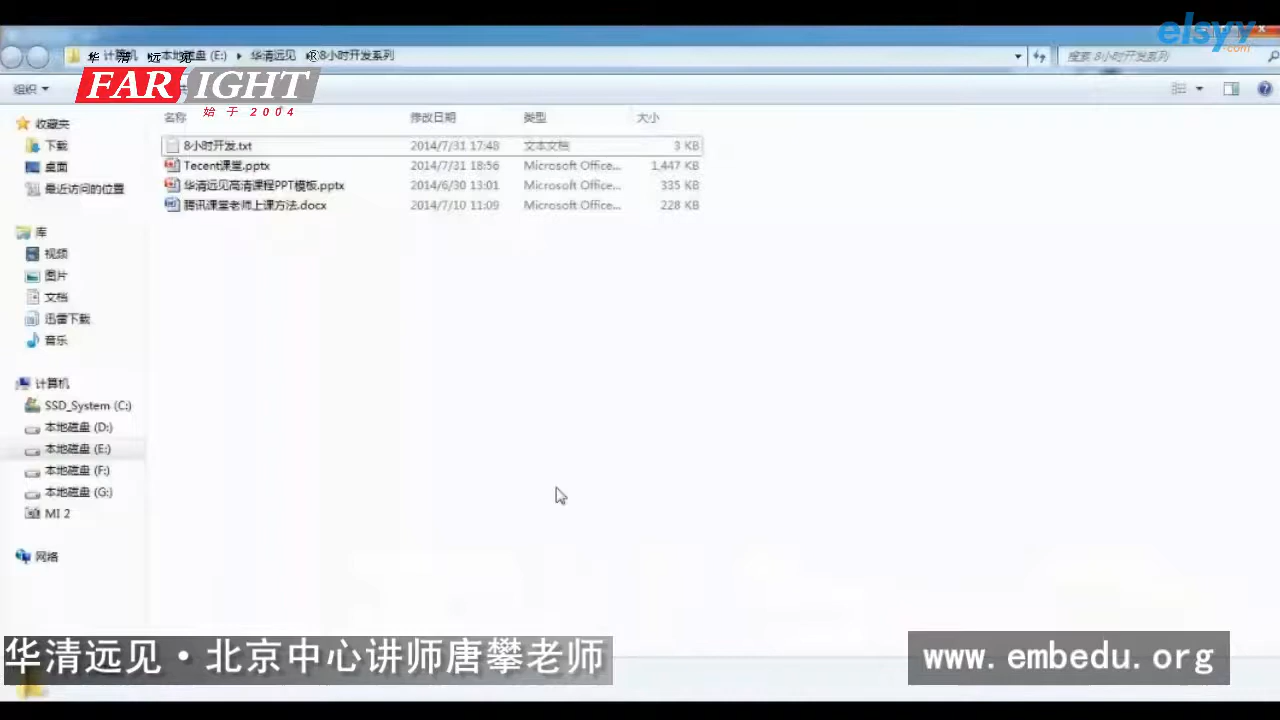 elsyy
.com
华清远见
计算机 本地磁盘 (E:) 华清远见 ® 8小时开发系列
搜索 8小时开发系列
FARSIGHT
始于2004
组织
名称 修改日期 类型 大小
8小时开发.txt 2014/7/31 17:48 文本文档 3 KB
Tecent课堂.pptx 2014/7/31 18:56 Microsoft Office... 1,447 KB
华清远见高清课程PPT模板.pptx 2014/6/30 13:01 Microsoft Office... 335 KB
腾讯课堂老师上课方法.docx 2014/7/10 11:09 Microsoft Office... 228 KB
收藏夹
下载
桌面
最近访问的位置
库
视频
图片
文档
迅雷下载
音乐
计算机
SSD_System (C:)
本地磁盘 (D:)
本地磁盘 (E:)
本地磁盘 (F:)
本地磁盘 (G:)
MI 2
网络
华清远见·北京中心讲师唐攀老师
www.embedu.org